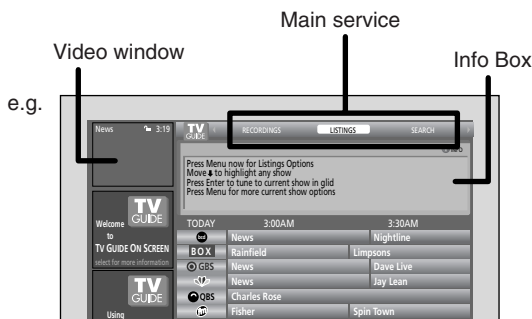 Main service
Video window
Info Box
e.g.
News 3:19
TV GUIDE
RECORDINGS LISTINGS SEARCH
Press Menu now for Listings Options
Move to highlight any show
Press Enter to tune to current show in glid
Press Menu for more current show options
TV GUIDE
Welcome
to
TV GUIDE ON SCREEN
select for more information
TODAY 3:00AM 3:30AM
News Nightline
BOX Rainfield Limpsons
GBS News Dave Live
News Jay Lean
QBS Charles Rose
Fisher Spin Town
TV GUIDE
Using